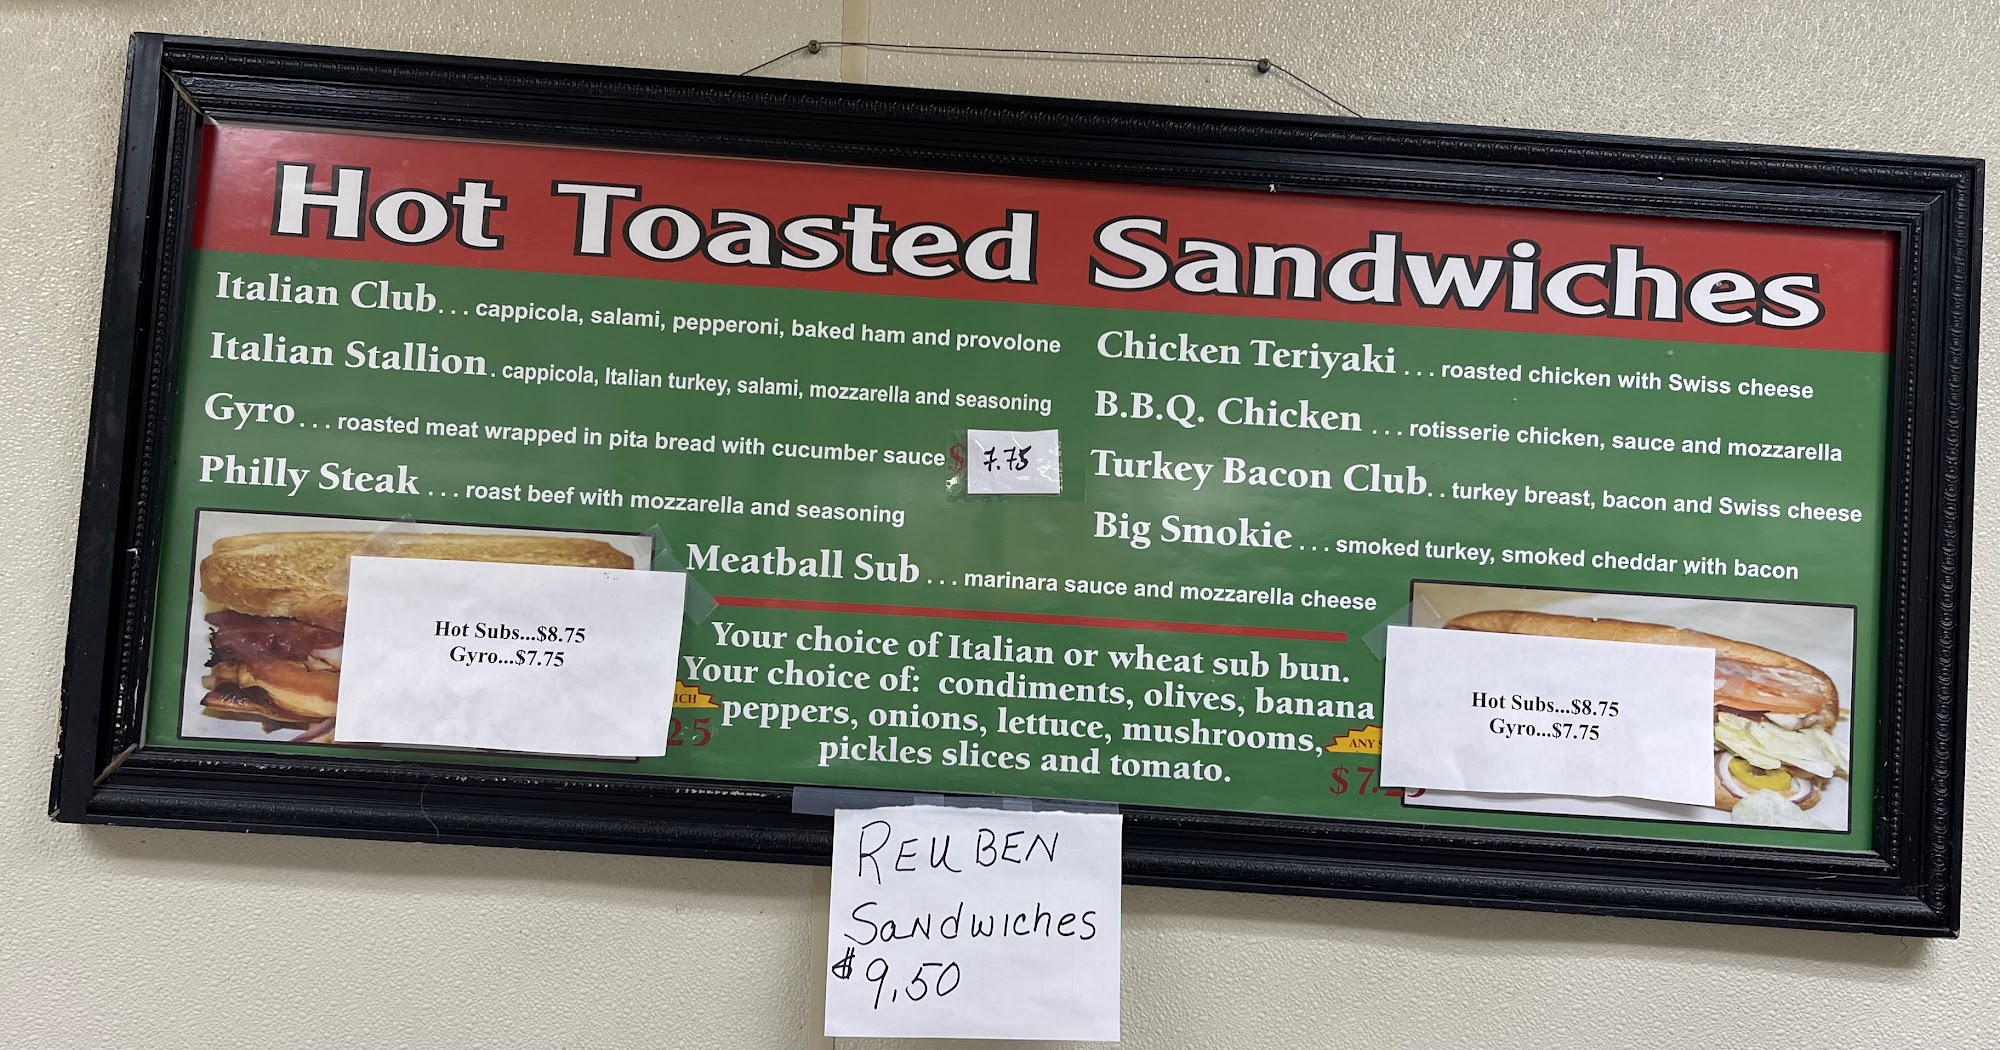 Hot Toasted Sandwiches
Italian Club... cappicola, salami, pepperoni, baked ham and provolone
Italian Stallion. cappicola, Italian turkey, salami, mozzarella and seasoning
Gyro... roasted meat wrapped in pita bread with cucumber sauce $ 7.75
Philly Steak ... roast beef with mozzarella and seasoning
Chicken Teriyaki ... roasted chicken with Swiss cheese
B.B.Q. Chicken ... rotisserie chicken, sauce and mozzarella
Turkey Bacon Club.. turkey breast, bacon and Swiss cheese
Big Smokie ... smoked turkey, smoked cheddar with bacon
Meatball Sub ... marinara sauce and mozzarella cheese
Your choice of Italian or wheat sub bun.
Your choice of: condiments, olives, banana
peppers, onions, lettuce, mushrooms,
pickles slices and tomato.
Hot Subs...$8.75
Gyro...$7.75
Hot Subs...$8.75
Gyro...$7.75
ANY
REUBEN
Sandwiches
$9.50